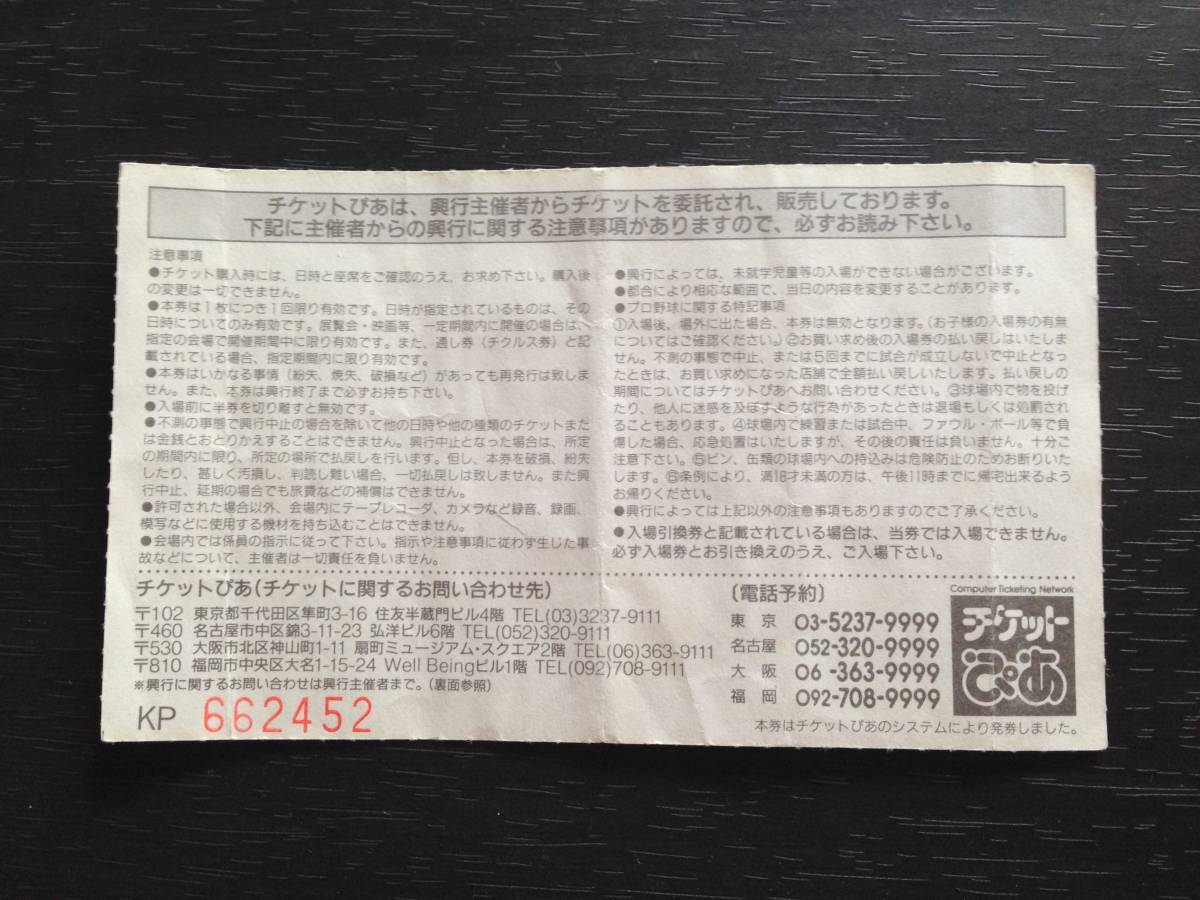 チケットぴあは、興行主催者からチケットを委託され、販売しております。
下記に主催者からの興行に関する注意事項がありますので、必ずお読み下さい。
注意事項
●チケット購入時には、日時と座席をご確認のうえ、お求め下さい。購入後
の変更は一切できません。
●本券は1枚につき1回限り有効です。日時が指定されているものは、その
日時についてのみ有効です。展覧会・映画等、一定期間内に開催の場合は、
指定の会場で開催期間中に限り有効です。また、通し券(チクルス券)と記
載されている場合、指定期間内に限り有効です。
●本券はいかなる事情(紛失、焼失、破損など)があっても再発行は致しま
せん。また、本券は興行終了まで必ずお持ち下さい。
●入場前に半券を切り離すと無効です。
●不測の事態で興行中止の場合を除いて他の日時や他の種類のチケットまた
は金銭とおとりかえすることはできません。興行中止となった場合は、所定
の期間内に限り、所定の場所で払戻しを行います。但し、本券を破損、紛失
したり、甚しく汚損し、判読し難い場合、一切払戻しは致しません。また興
行中止、延期の場合でも旅費などの補償はできません。
●許可された場合以外、会場内にテープレコーダ、カメラなど録音、録画、
模写などに使用する機材を持ち込むことはできません。
●会場内では係員の指示に従って下さい。指示や注意事項に従わず生じた事
故などについて、主催者は一切責任を負いません。
●興行によっては、未就学児童等の入場ができない場合がございます。
●都合により相応な範囲で、当日の内容を変更することがあります。
●プロ野球に関する特記事項
①入場後、場外に出た場合、本券は無効となります。(お子様の入場券の有無
についてはご確認ください。)②お買い求め後の入場券の払い戻しはいたしま
せん。不測の事態で中止、または5回までに試合が成立しないで中止となっ
たときは、お買い求めになった店舗で全額払い戻しいたします。払い戻しの
期間についてはチケットぴあへお問い合わせください。③球場内で物を投げ
たり、他人に迷惑を及ぼすような行為があったときは退場もしくは処罰され
ることもあります。④球場内で練習または試合中、ファウル・ボール等で負
傷した場合、応急処置はいたしますが、その後の責任は負いません。十分ご
注意下さい。⑤ビン、缶類の球場内への持込みは危険防止のためお断りいた
します。⑥条例により、満18才未満の方は、午後11時までに帰宅出来るよう
お帰りください。
●興行によっては上記以外の注意事項もありますのでご了承ください。
●入場引換券と記載されている場合は、当券では入場できません。
必ず入場券とお引き換えのうえ、ご入場下さい。
チケットぴあ(チケットに関するお問い合わせ先)
〒102 東京都千代田区隼町3-16 住友半蔵門ビル4階 TEL(03)3237-9111
〒460 名古屋市中区錦3-11-23 弘洋ビル6階 TEL(052)320-9111
〒530 大阪市北区神山町1-11 扇町ミュージアム・スクエア2階 TEL(06)363-9111
〒810 福岡市中央区大名1-15-24 Well Beingビル1階 TEL(092)708-9111
※興行に関するお問い合わせは興行主催者まで。(裏面参照)
KP 662452
〔電話予約〕
東京 03-5237-9999
名古屋 052-320-9999
大阪 06-363-9999
福岡 092-708-9999
Computer Ticketing Network
チケット
ぴあ
本券はチケットぴあのシステムにより発券しました。